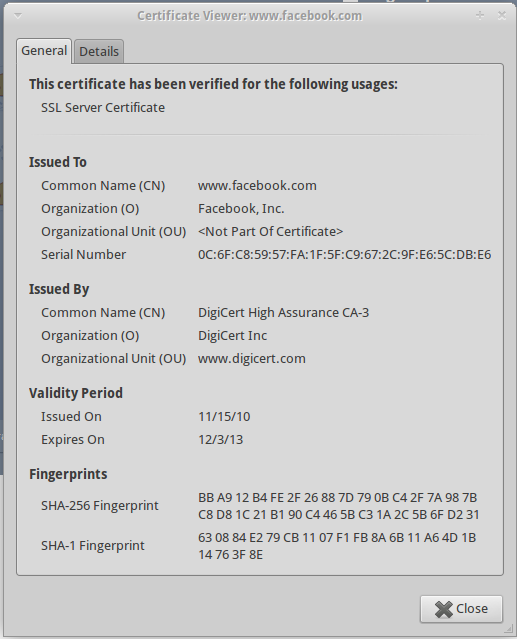 Certificate Viewer: www.facebook.com
General Details
This certificate has been verified for the following usages:
SSL Server Certificate
Issued To
Common Name (CN) www.facebook.com
Organization (O) Facebook, Inc.
Organizational Unit (OU) <Not Part Of Certificate>
Serial Number 0C:6F:C8:59:57:FA:1F:5F:C9:67:2C:9F:E6:5C:DB:E6
Issued By
Common Name (CN) DigiCert High Assurance CA-3
Organization (O) DigiCert Inc
Organizational Unit (OU) www.digicert.com
Validity Period
Issued On 11/15/10
Expires On 12/3/13
Fingerprints
SHA-256 Fingerprint BB A9 12 B4 FE 2F 26 88 7D 79 0B C4 2F 7A 98 7B
C8 D8 1C 21 B1 90 C4 46 5B C3 1A 2C 5B 6F D2 31
SHA-1 Fingerprint 63 08 84 E2 79 CB 11 07 F1 FB 8A 6B 11 A6 4D 1B
14 76 3F 8E
Close